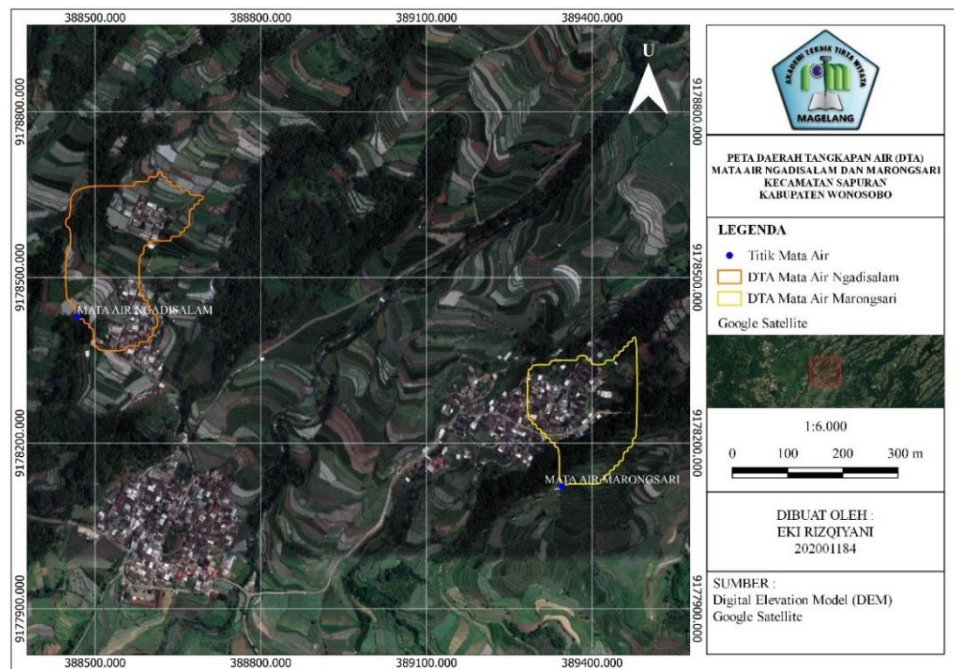 388500.000 388800.000 389100.000 389400.000
9178800.000 9178800.000
9178500.000 9178500.000
9178200.000 9178200.000
9177900.000 9177900.000
388500.000 388800.000 389100.000 389400.000
U
MATA AIR NGADISALAM
MATA AIR MARONGSARI
AKADEMI TEKNIK TIRTA WIYATA
MAGELANG
PETA DAERAH TANGKAPAN AIR (DTA)
MATA AIR NGADISALAM DAN MARONGSARI
KECAMATAN SAPURAN
KABUPATEN WONOSOBO
LEGENDA
Titik Mata Air
DTA Mata Air Ngadisalam
DTA Mata Air Marongsari
Google Satellite
1:6.000
0 100 200 300 m
DIBUAT OLEH :
EKI RIZQIYANI
202001184
SUMBER :
Digital Elevation Model (DEM)
Google Satellite